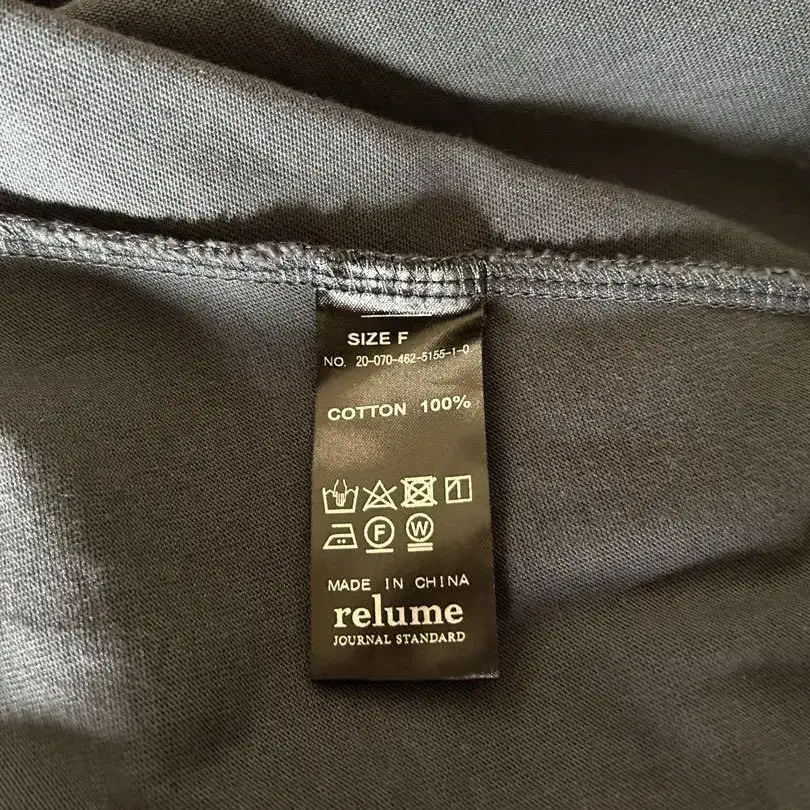 SIZE F
NO. 20-070-462-5155-1-0
COTTON 100%
F W
MADE IN CHINA
relume
JOURNAL STANDARD